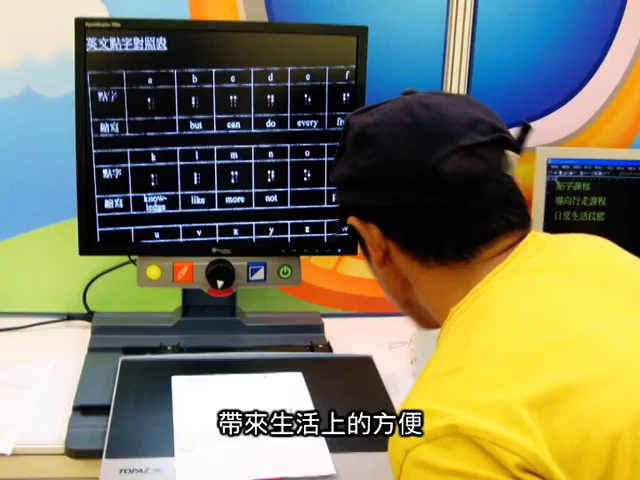 英文點字對照表
a b c d e f
點字
縮寫 but can do every
k l m n o
點字
縮寫 know-ledge like more not
u v x y z w
點字課程
導向行走課程
日常生活技能
帶來生活上的方便
TOPAZ